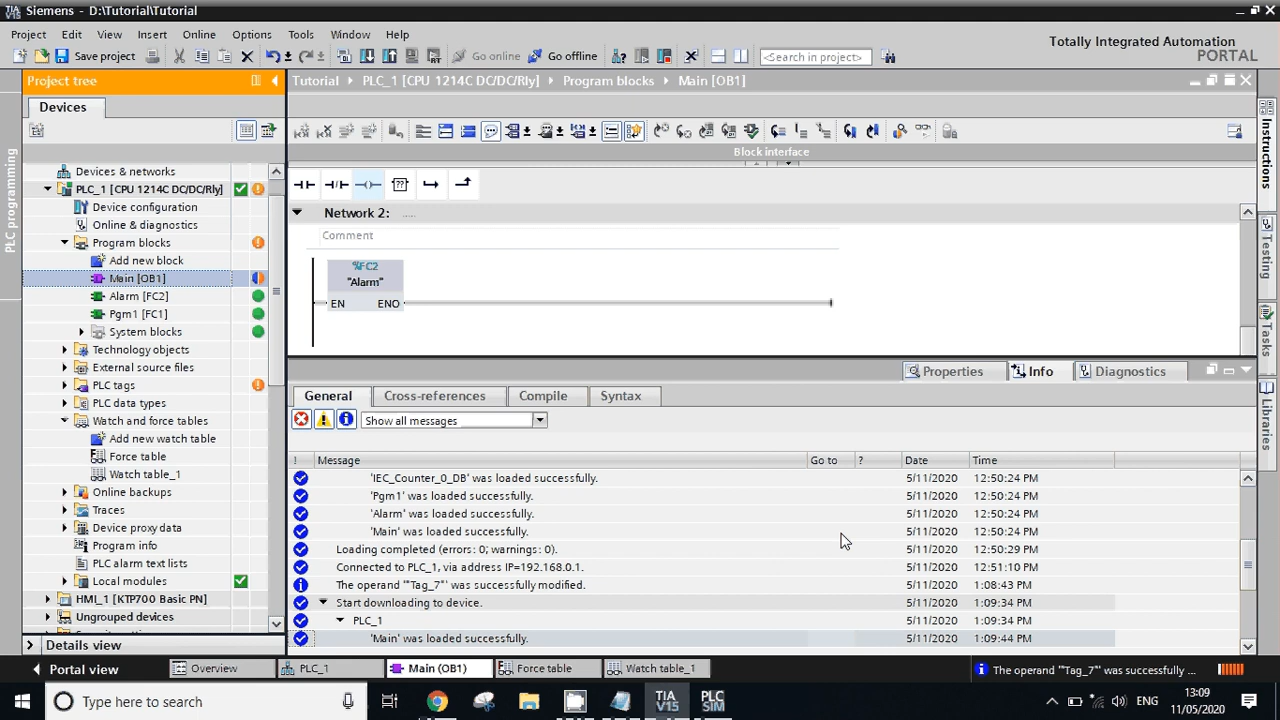 TIA V15
Siemens - D:\Tutorial\Tutorial
Project Edit View Insert Online Options Tools Window Help
Totally Integrated Automation
PORTAL
Save project
Go online
Go offline
<Search in project>
Project tree
Tutorial
PLC_1 [CPU 1214C DC/DC/Rly]
Program blocks
Main [OB1]
Devices
PLC programming
Devices & networks
PLC_1 [CPU 1214C DC/DC/Rly]
Device configuration
Online & diagnostics
Program blocks
Add new block
Main [OB1]
Alarm [FC2]
Pgm1 [FC1]
System blocks
Technology objects
External source files
PLC tags
PLC data types
Watch and force tables
Add new watch table
Force table
Watch table_1
Online backups
Traces
Device proxy data
Program info
PLC alarm text lists
Local modules
HMI_1 [KTP700 Basic PN]
Ungrouped devices
Details view
Block interface
??
Network 2: .....
Comment
%FC2
"Alarm"
EN ENO
Properties
Info
Diagnostics
General
Cross-references
Compile
Syntax
Show all messages
! Message Go to ? Date Time
'IEC_Counter_0_DB' was loaded successfully. 5/11/2020 12:50:24 PM
'Pgm1' was loaded successfully. 5/11/2020 12:50:24 PM
'Alarm' was loaded successfully. 5/11/2020 12:50:24 PM
'Main' was loaded successfully. 5/11/2020 12:50:24 PM
Loading completed (errors: 0; warnings: 0). 5/11/2020 12:50:29 PM
Connected to PLC_1, via address IP=192.168.0.1. 5/11/2020 12:51:10 PM
The operand '"Tag_7"' was successfully modified. 5/11/2020 1:08:43 PM
Start downloading to device. 5/11/2020 1:09:34 PM
PLC_1 5/11/2020 1:09:34 PM
'Main' was loaded successfully. 5/11/2020 1:09:44 PM
Instructions
Testing
Tasks
Libraries
Portal view
Overview
PLC_1
Main (OB1)
Force table
Watch table_1
The operand '"Tag_7"' was successfully ...
Type here to search
TIA V15
PLC SIM
ENG
13:09
11/05/2020